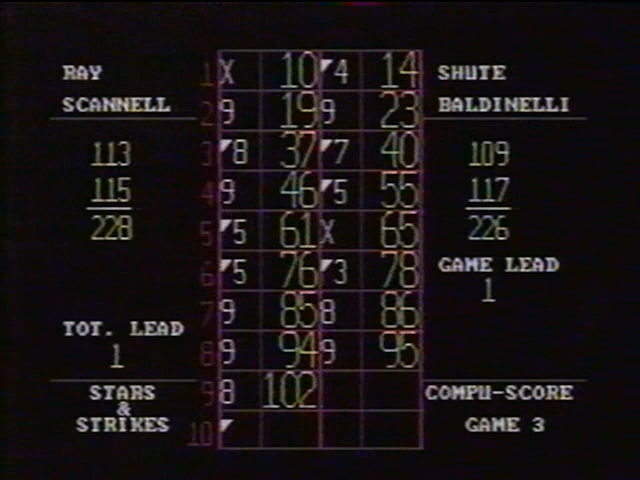 RAY
SCANNELL
113
115
228
TOT. LEAD
1
STARS
&
STRIKES
1 X 10 4 14
2 9 19 9 23
3 8 37 7 40
4 9 46 5 55
5 5 61 X 65
6 5 76 3 78
7 9 85 8 86
8 9 94 9 95
9 8 102
10
SHUTE
BALDINELLI
109
117
226
GAME LEAD
1
COMPU-SCORE
GAME 3